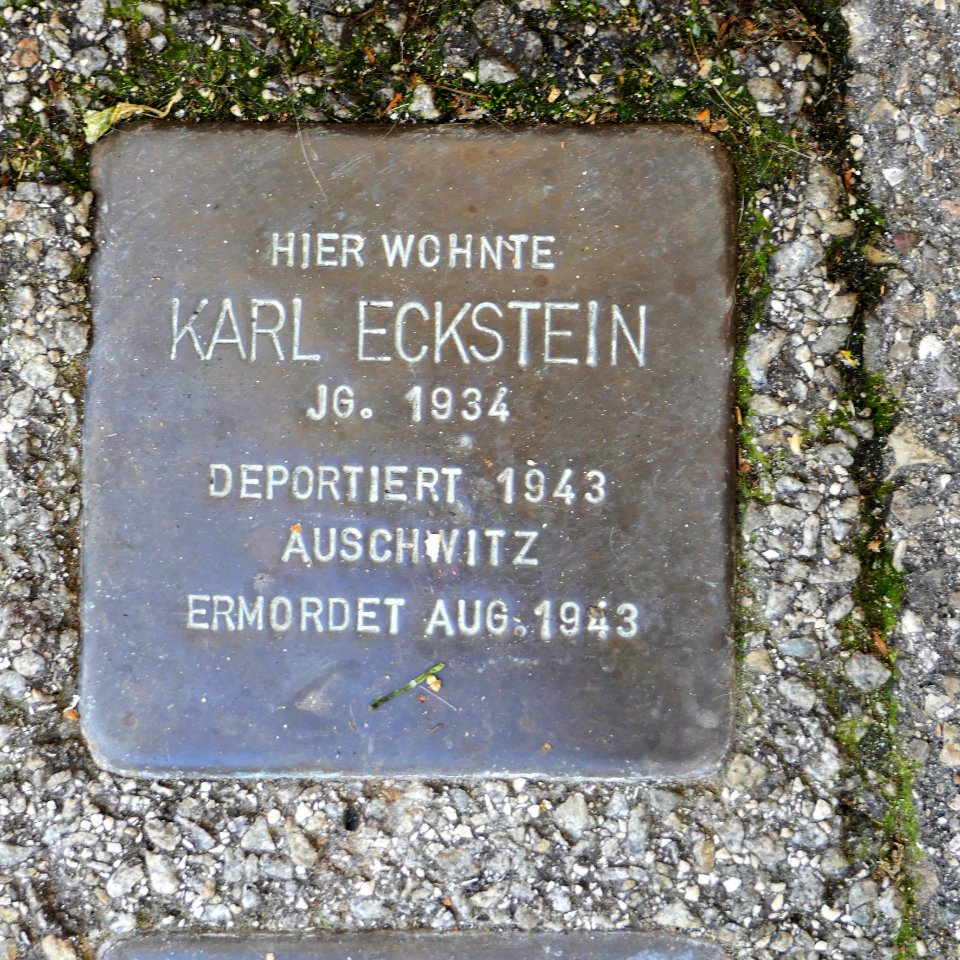 HIER WOHNTE
KARL ECKSTEIN
JG. 1934
DEPORTIERT 1943
AUSCHWITZ
ERMORDET AUG. 1943